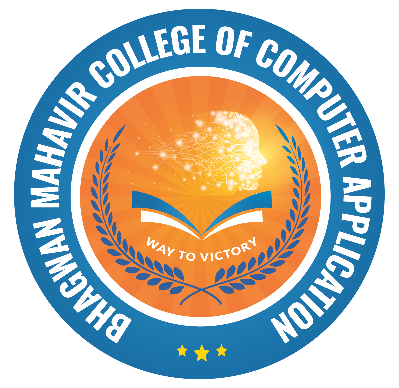 BHAGWAN MAHAVIR COLLEGE OF COMPUTER APPLICATION
WAY TO VICTORY